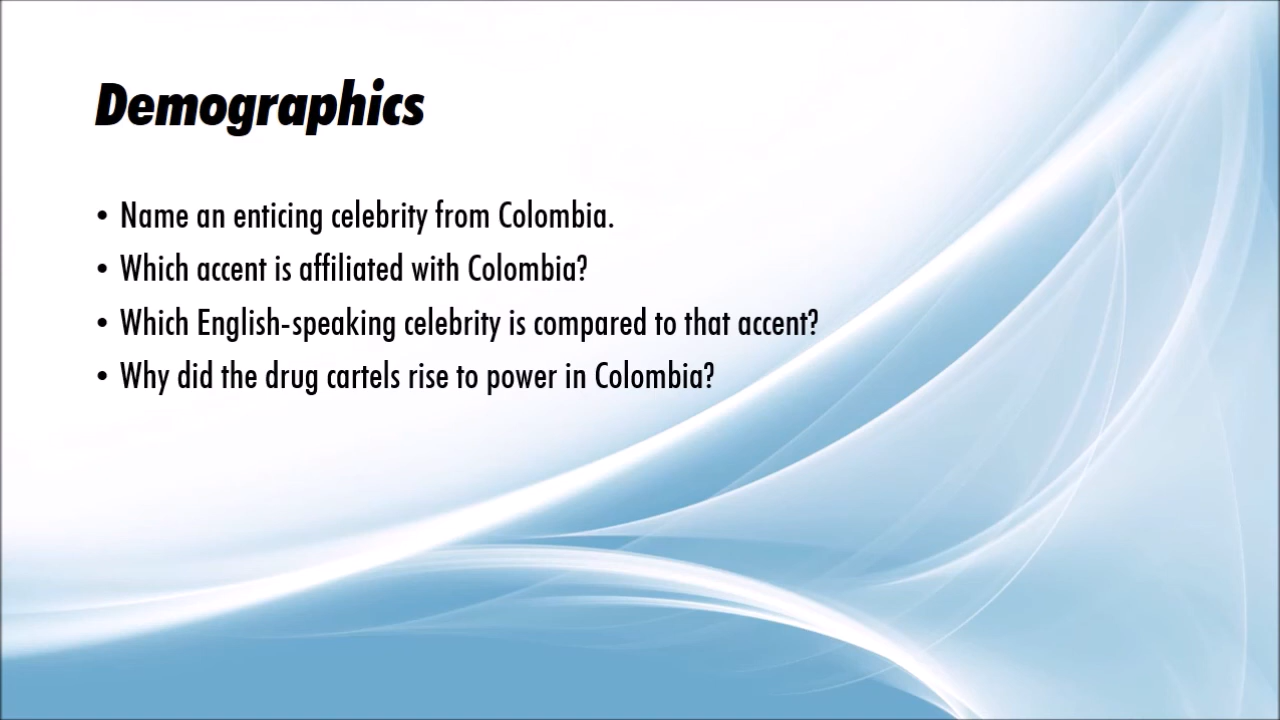 Demographics
• Name an enticing celebrity from Colombia.
• Which accent is affiliated with Colombia?
• Which English-speaking celebrity is compared to that accent?
• Why did the drug cartels rise to power in Colombia?